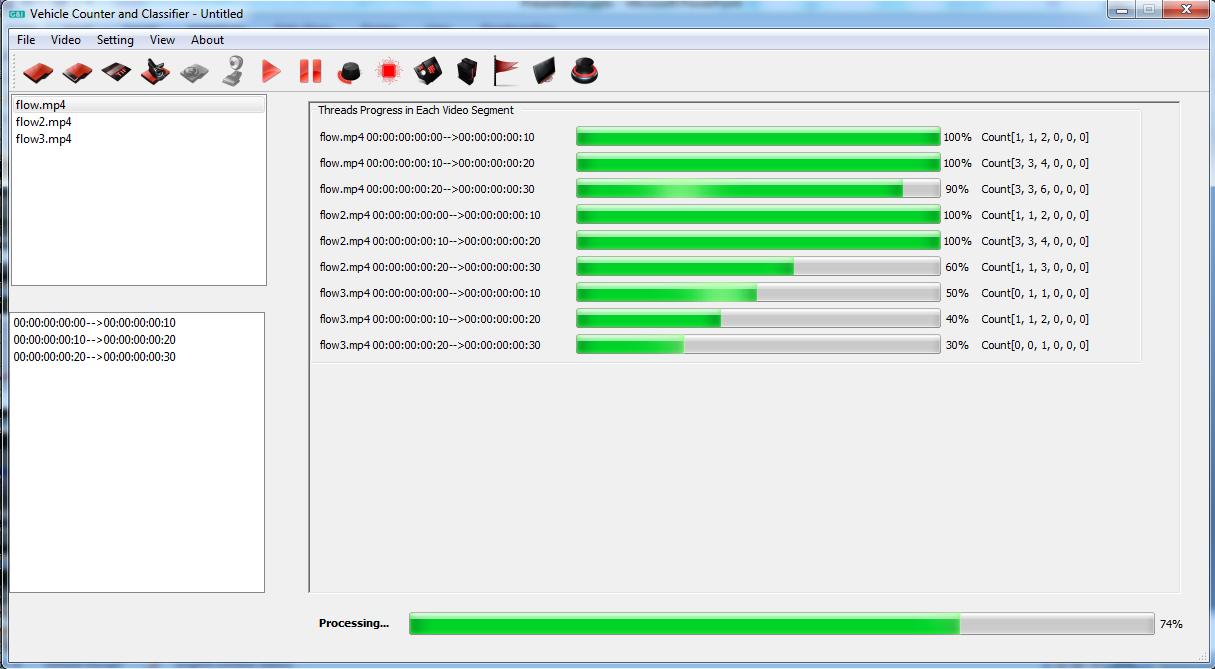 Vehicle Counter and Classifier - Untitled
File Video Setting View About
flow.mp4
flow2.mp4
flow3.mp4
00:00:00:00:00-->00:00:00:00:10
00:00:00:00:10-->00:00:00:00:20
00:00:00:00:20-->00:00:00:00:30
Threads Progress in Each Video Segment
flow.mp4 00:00:00:00:00-->00:00:00:00:10 100% Count[1, 1, 2, 0, 0, 0]
flow.mp4 00:00:00:00:10-->00:00:00:00:20 100% Count[3, 3, 4, 0, 0, 0]
flow.mp4 00:00:00:00:20-->00:00:00:00:30 90% Count[3, 3, 6, 0, 0, 0]
flow2.mp4 00:00:00:00:00-->00:00:00:00:10 100% Count[1, 1, 2, 0, 0, 0]
flow2.mp4 00:00:00:00:10-->00:00:00:00:20 100% Count[3, 3, 4, 0, 0, 0]
flow2.mp4 00:00:00:00:20-->00:00:00:00:30 60% Count[1, 1, 3, 0, 0, 0]
flow3.mp4 00:00:00:00:00-->00:00:00:00:10 50% Count[0, 1, 1, 0, 0, 0]
flow3.mp4 00:00:00:00:10-->00:00:00:00:20 40% Count[1, 1, 2, 0, 0, 0]
flow3.mp4 00:00:00:00:20-->00:00:00:00:30 30% Count[0, 0, 1, 0, 0, 0]
Processing... 74%